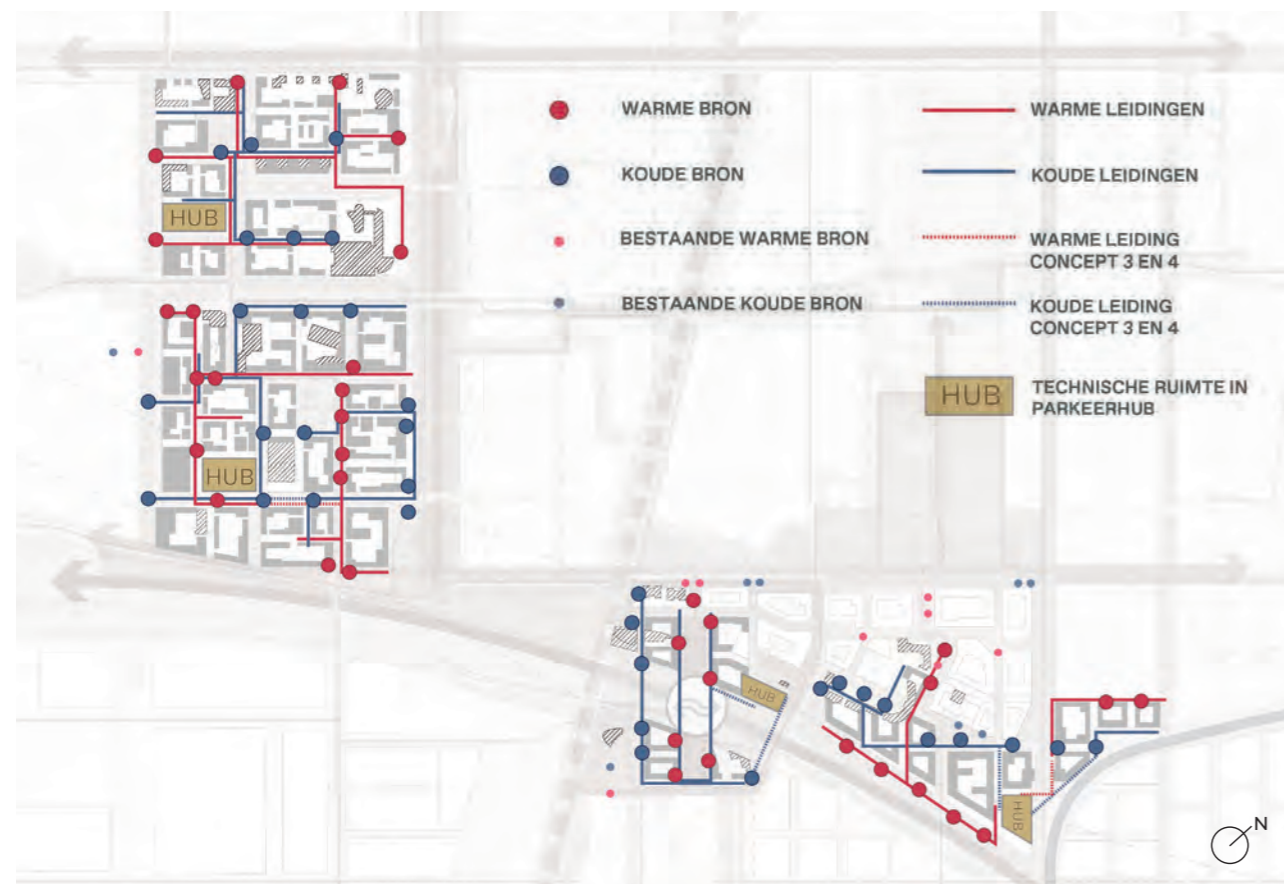 WARME BRON
WARME LEIDINGEN
KOUDE BRON
KOUDE LEIDINGEN
BESTAANDE WARME BRON
WARME LEIDING
CONCEPT 3 EN 4
BESTAANDE KOUDE BRON
KOUDE LEIDING
CONCEPT 3 EN 4
HUB
TECHNISCHE RUIMTE IN
PARKEERHUB
HUB
HUB
HUB
HUB
N